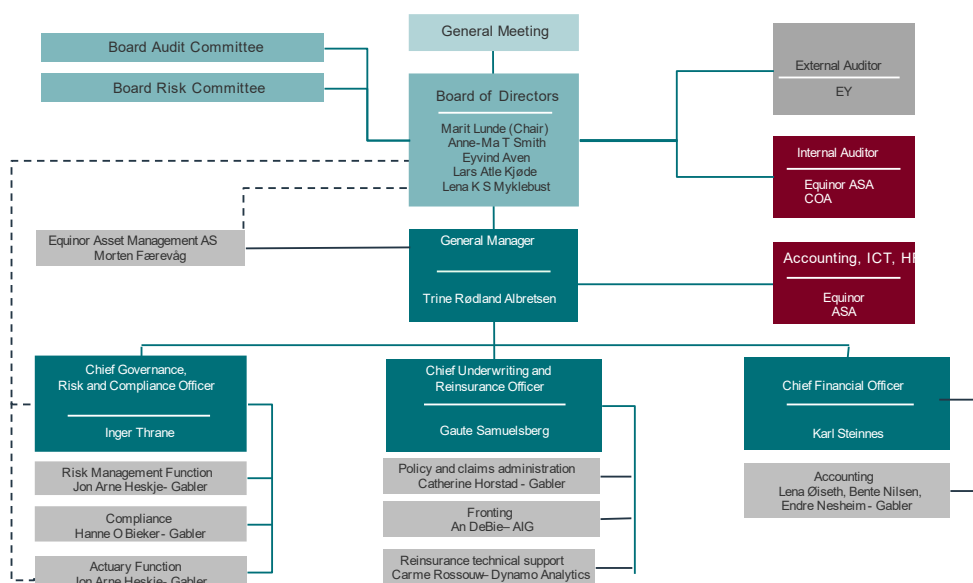 General Meeting
Board Audit Committee
Board Risk Committee
Board of Directors
Marit Lunde (Chair)
Anne-Ma T Smith
Eyvind Aven
Lars Atle Kjøde
Lena K S Myklebust
External Auditor
EY
Internal Auditor
Equinor ASA
COA
Equinor Asset Management AS
Morten Færevåg
General Manager
Trine Rødland Albretsen
Accounting, ICT, HR
Equinor
ASA
Chief Governance,
Risk and Compliance Officer
Inger Thrane
Chief Underwriting and
Reinsurance Officer
Gaute Samuelsberg
Chief Financial Officer
Karl Steinnes
Risk Management Function
Jon Arne Heskje- Gabler
Compliance
Hanne O Bieker- Gabler
Actuary Function
Jon Arne Heskje- Gabler
Policy and claims administration
Catherine Horstad - Gabler
Fronting
An DeBie– AIG
Reinsurance technical support
Carme Rossouw– Dynamo Analytics
Accounting
Lena Øiseth, Bente Nilsen,
Endre Nesheim - Gabler